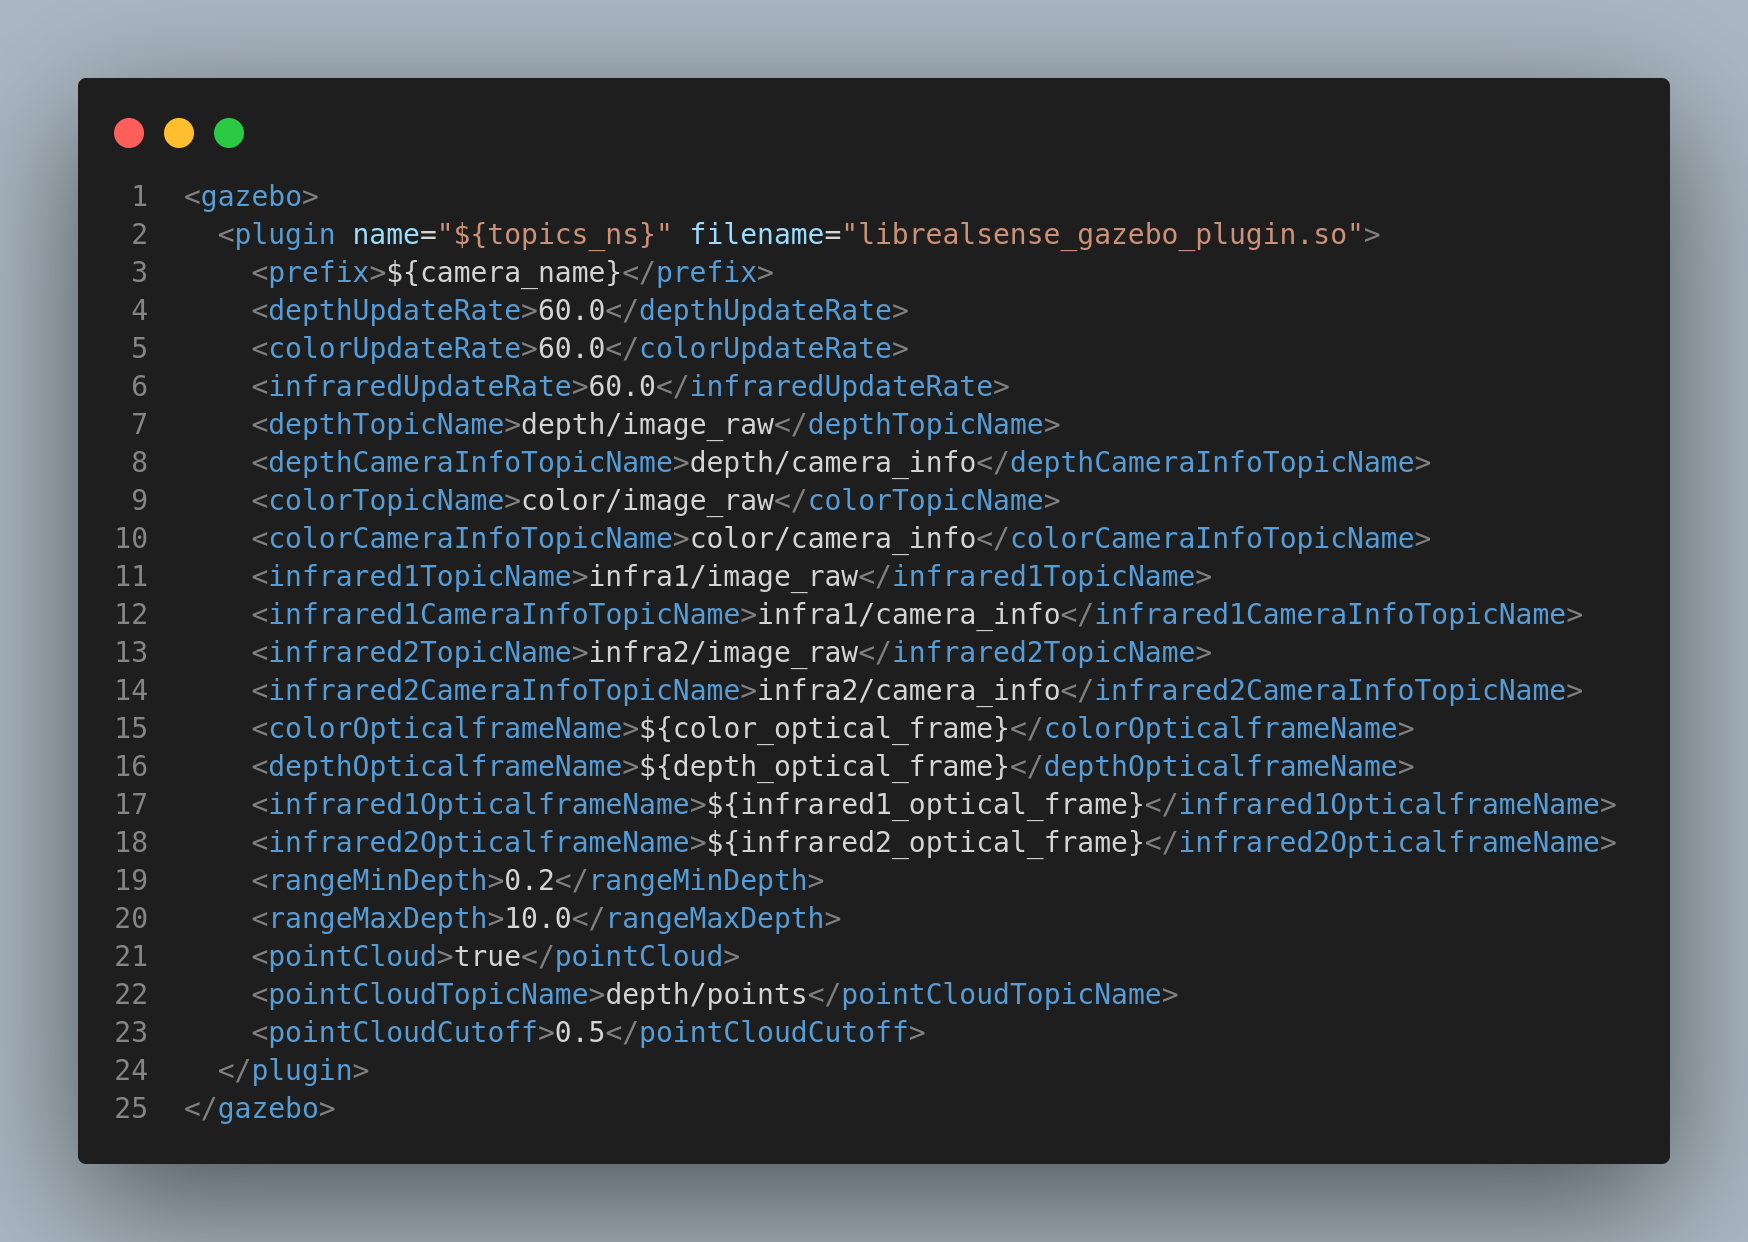 1 <gazebo>
2   <plugin name="${topics_ns}" filename="librealsense_gazebo_plugin.so">
3     <prefix>${camera_name}</prefix>
4     <depthUpdateRate>60.0</depthUpdateRate>
5     <colorUpdateRate>60.0</colorUpdateRate>
6     <infraredUpdateRate>60.0</infraredUpdateRate>
7     <depthTopicName>depth/image_raw</depthTopicName>
8     <depthCameraInfoTopicName>depth/camera_info</depthCameraInfoTopicName>
9     <colorTopicName>color/image_raw</colorTopicName>
10     <colorCameraInfoTopicName>color/camera_info</colorCameraInfoTopicName>
11     <infrared1TopicName>infra1/image_raw</infrared1TopicName>
12     <infrared1CameraInfoTopicName>infra1/camera_info</infrared1CameraInfoTopicName>
13     <infrared2TopicName>infra2/image_raw</infrared2TopicName>
14     <infrared2CameraInfoTopicName>infra2/camera_info</infrared2CameraInfoTopicName>
15     <colorOpticalframeName>${color_optical_frame}</colorOpticalframeName>
16     <depthOpticalframeName>${depth_optical_frame}</depthOpticalframeName>
17     <infrared1OpticalframeName>${infrared1_optical_frame}</infrared1OpticalframeName>
18     <infrared2OpticalframeName>${infrared2_optical_frame}</infrared2OpticalframeName>
19     <rangeMinDepth>0.2</rangeMinDepth>
20     <rangeMaxDepth>10.0</rangeMaxDepth>
21     <pointCloud>true</pointCloud>
22     <pointCloudTopicName>depth/points</pointCloudTopicName>
23     <pointCloudCutoff>0.5</pointCloudCutoff>
24   </plugin>
25 </gazebo>